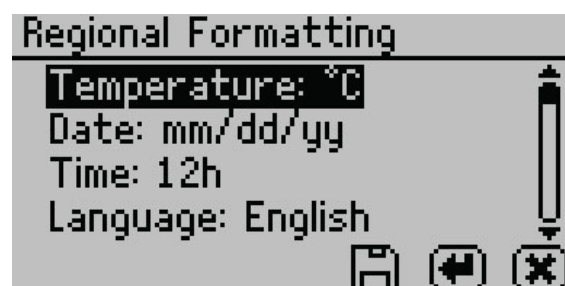 Regional Formatting
Temperature: °C
Date: mm/dd/yy
Time: 12h
Language: English